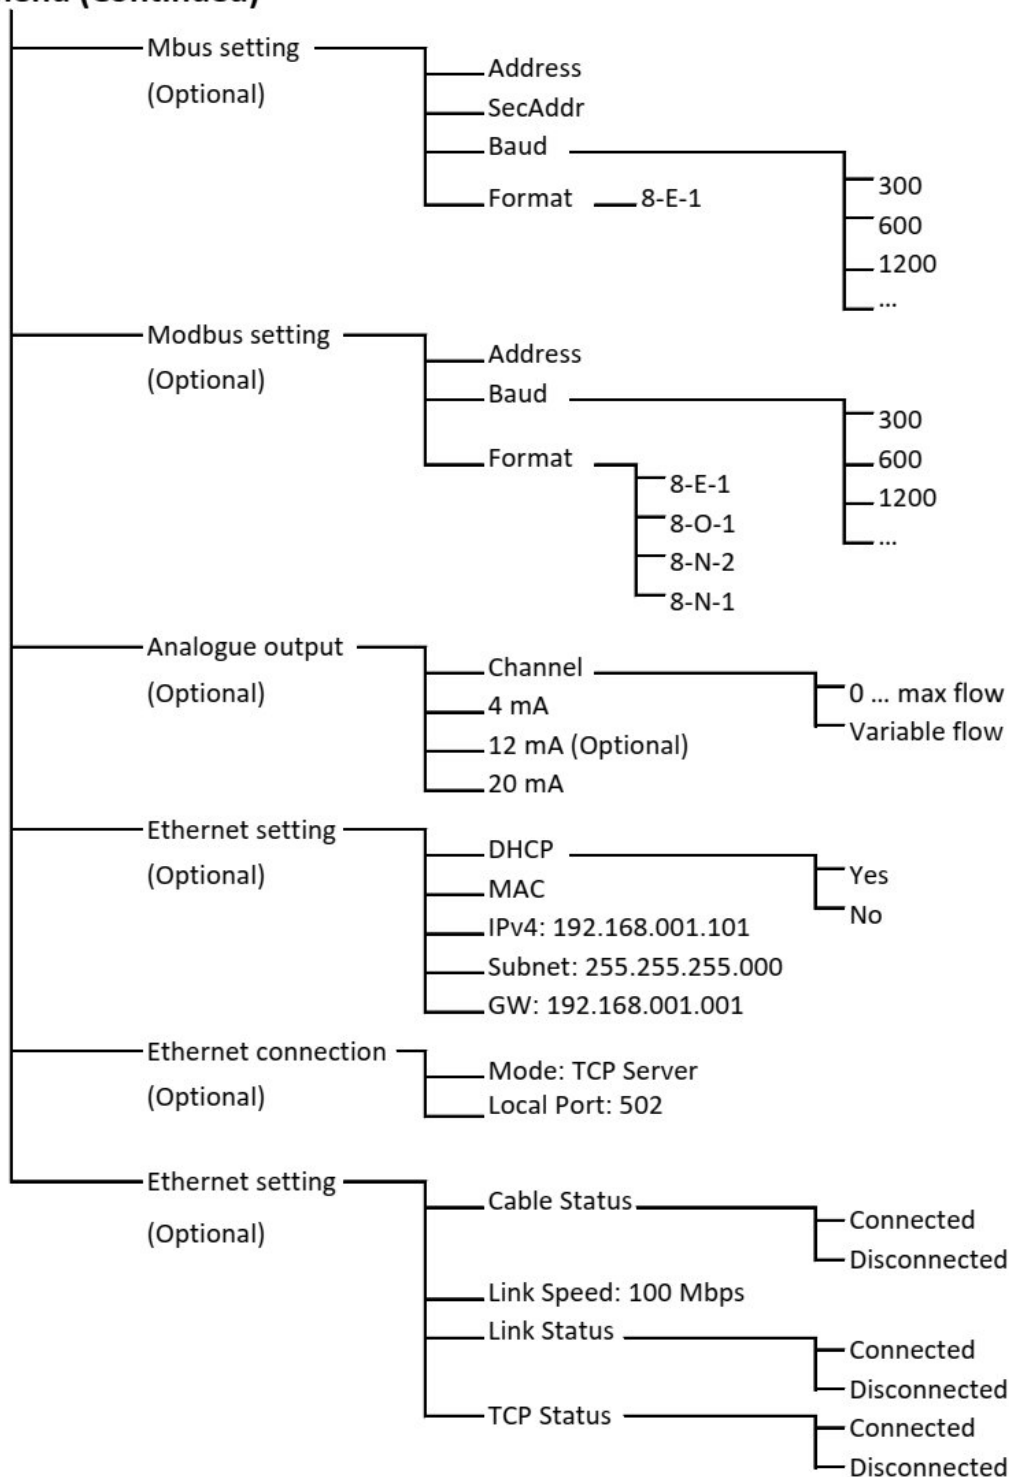 (Continued)
Mbus setting
(Optional)
Address
SecAddr
Baud
300
600
1200
...
Format
8-E-1
Modbus setting
(Optional)
Address
Baud
300
600
1200
...
Format
8-E-1
8-O-1
8-N-2
8-N-1
Analogue output
(Optional)
Channel
0 ... max flow
Variable flow
4 mA
12 mA (Optional)
20 mA
Ethernet setting
(Optional)
DHCP
Yes
No
MAC
IPv4: 192.168.001.101
Subnet: 255.255.255.000
GW: 192.168.001.001
Ethernet connection
(Optional)
Mode: TCP Server
Local Port: 502
Ethernet setting
(Optional)
Cable Status
Connected
Disconnected
Link Speed: 100 Mbps
Link Status
Connected
Disconnected
TCP Status
Connected
Disconnected